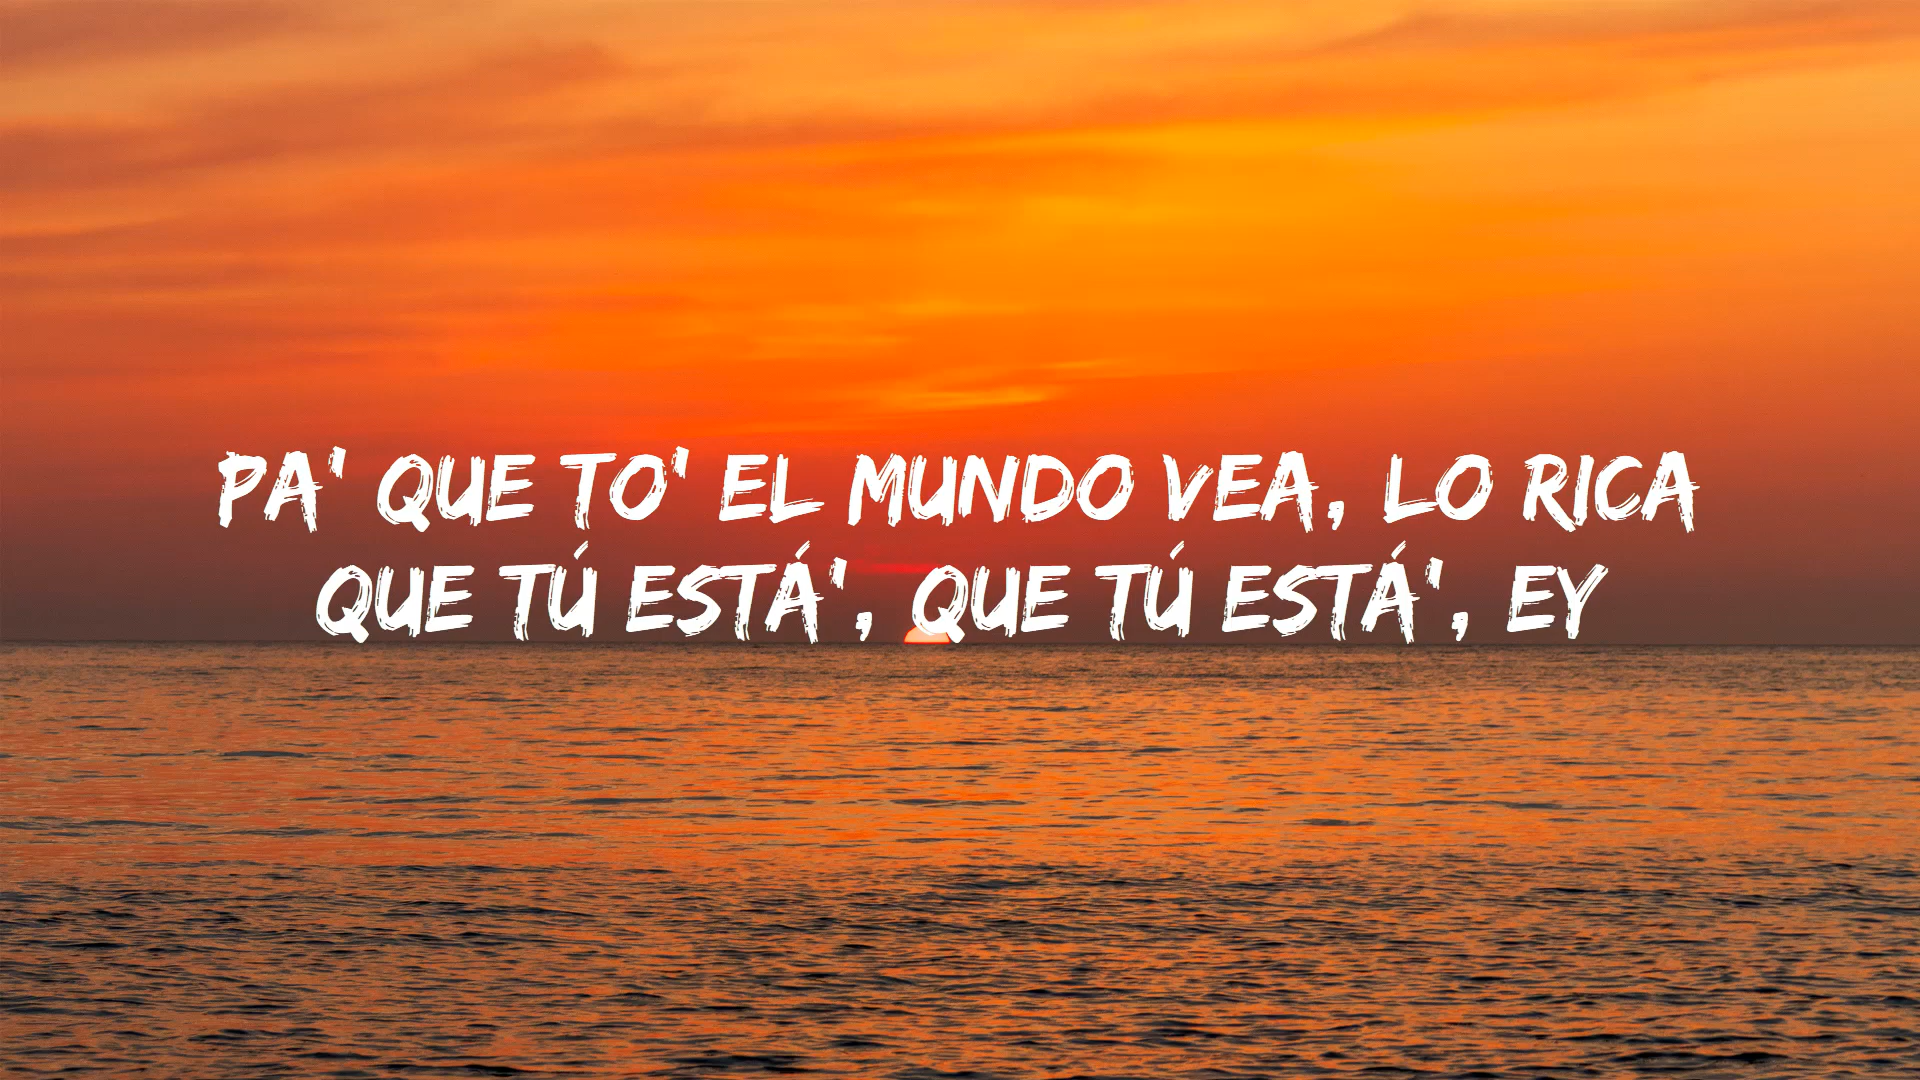 PA' QUE TO' EL MUNDO VEA, LO RICA
QUE TÚ ESTÁ', QUE TÚ ESTÁ', EY